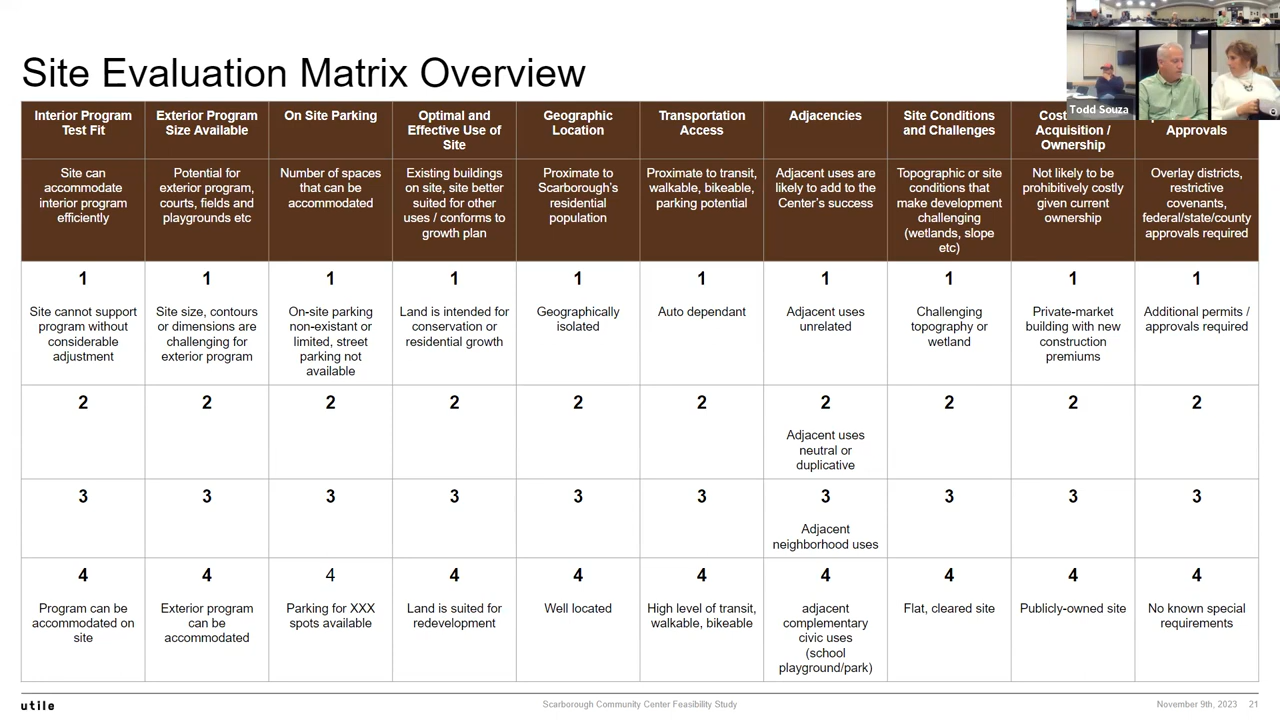 Site Evaluation Matrix Overview
Todd Souza
Interior Program
Test Fit
Exterior Program
Size Available
On Site Parking
Optimal and
Effective Use of
Site
Geographic
Location
Transportation
Access
Adjacencies
Site Conditions
and Challenges
Cost
Acquisition /
Ownership
Approvals
Site can
accommodate
interior program
efficiently
Potential for
exterior program,
courts, fields and
playgrounds etc
Number of spaces
that can be
accommodated
Existing buildings
on site, site better
suited for other
uses / conforms to
growth plan
Proximate to
Scarborough's
residential
population
Proximate to transit,
walkable, bikeable,
parking potential
Adjacent uses are
likely to add to the
Center's success
Topographic or site
conditions that
make development
challenging
(wetlands, slope
etc)
Not likely to be
prohibitively costly
given current
ownership
Overlay districts,
restrictive
covenants,
federal/state/county
approvals required
1
Site cannot support
program without
considerable
adjustment
1
Site size, contours
or dimensions are
challenging for
exterior program
1
On-site parking
non-existant or
limited, street
parking not
available
1
Land is intended for
conservation or
residential growth
1
Geographically
isolated
1
Auto dependant
1
Adjacent uses
unrelated
1
Challenging
topography or
wetland
1
Private-market
building with new
construction
premiums
1
Additional permits /
approvals required
2
2
2
2
2
2
2
Adjacent uses
neutral or
duplicative
2
2
2
3
3
3
3
3
3
3
Adjacent
neighborhood uses
3
3
3
4
Program can be
accommodated on
site
4
Exterior program
can be
accommodated
4
Parking for XXX
spots available
4
Land is suited for
redevelopment
4
Well located
4
High level of transit,
walkable, bikeable
4
adjacent
complementary
civic uses
(school
playground/park)
4
Flat, cleared site
4
Publicly-owned site
4
No known special
requirements
utile
Scarborough Community Center Feasibility Study
November 9th, 2023 21